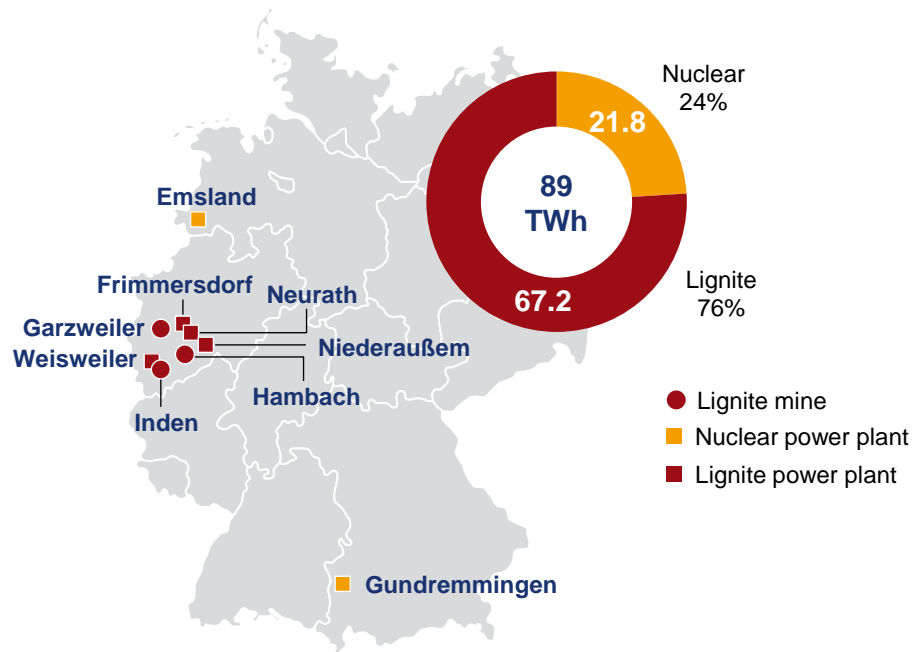 Nuclear
24%
21.8
89
TWh
Emsland
Lignite
76%
67.2
Frimmersdorf
Neurath
Garzweiler
Niederaußem
Weisweiler
Hambach
Inden
Lignite mine
Nuclear power plant
Lignite power plant
Gundremmingen